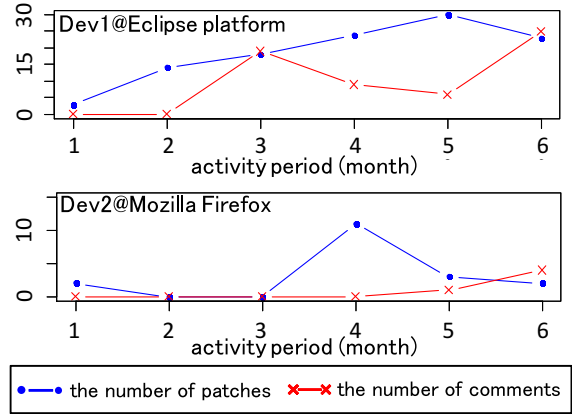 Dev1@Eclipse platform
30
15
0
1 2 3 4 5 6
activity period (month)
Dev2@Mozilla Firefox
10
0
1 2 3 4 5 6
activity period (month)
the number of patches the number of comments